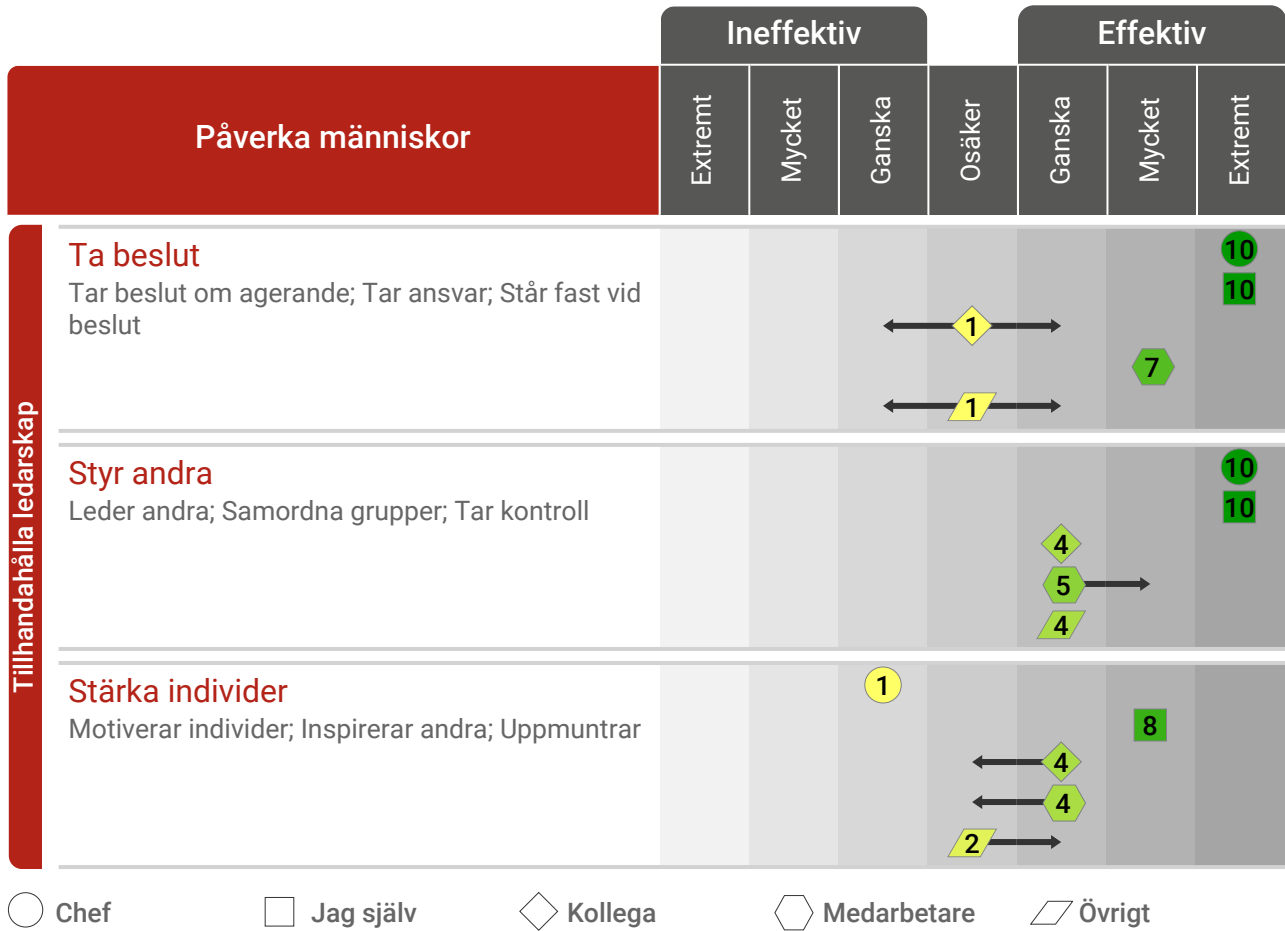 Ineffektiv
Effektiv
Påverka människor
Extremt
Mycket
Ganska
Osäker
Ganska
Mycket
Extremt
Tillhandahålla ledarskap
Ta beslut
Tar beslut om agerande; Tar ansvar; Står fast vid
beslut
10
10
1
7
1
Styr andra
Leder andra; Samordna grupper; Tar kontroll
10
10
4
5
4
Stärka individer
Motiverar individer; Inspirerar andra; Uppmuntrar
1
8
4
4
2
Chef
Jag själv
Kollega
Medarbetare
Övrigt